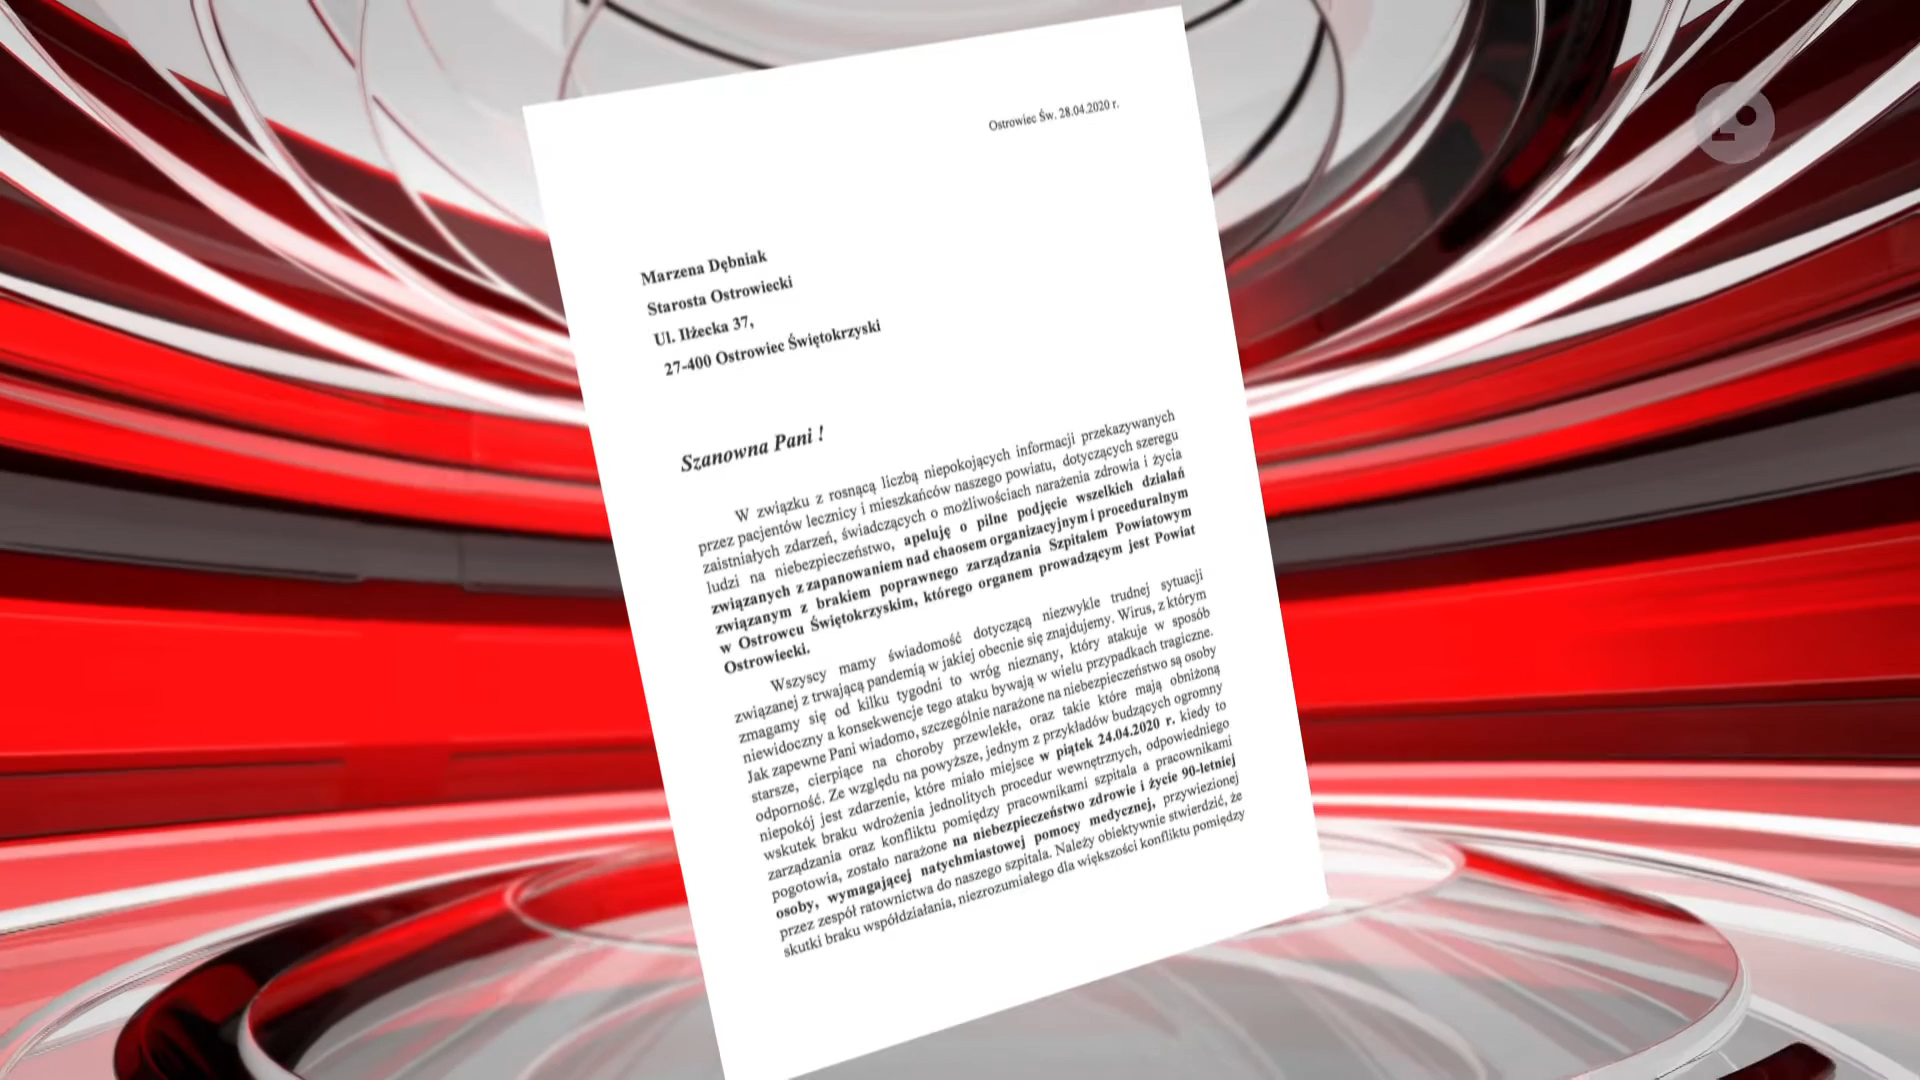 Ostrowiec Św. 28.04.2020 r.
Marzena Dębniak
Starosta Ostrowiecki
Ul. Iłżecka 37,
27-400 Ostrowiec Świętokrzyski
Szanowna Pani !
W związku z rosnącą liczbą niepokojących informacji przekazywanych
przez pacjentów lecznicy i mieszkańców naszego powiatu, dotyczących szeregu
zaistniałych zdarzeń, świadczących o możliwościach narażenia zdrowia i życia
ludzi na niebezpieczeństwo, apeluję o pilne podjęcie wszelkich działań
związanych z zapanowaniem nad chaosem organizacyjnym i proceduralnym
związanym z brakiem poprawnego zarządzania Szpitalem Powiatowym
w Ostrowcu Świętokrzyskim, którego organem prowadzącym jest Powiat
Ostrowiecki.
Wszyscy mamy świadomość dotyczącą niezwykle trudnej sytuacji
związanej z trwającą pandemią w jakiej obecnie się znajdujemy. Wirus, z którym
zmagamy się od kilku tygodni to wróg nieznany, który atakuje w sposób
niewidoczny a konsekwencje tego ataku bywają w wielu przypadkach tragiczne.
Jak zapewne Pani wiadomo, szczególnie narażone na niebezpieczeństwo są osoby
starsze, cierpiące na choroby przewlekłe, oraz takie które mają obniżoną
odporność. Ze względu na powyższe, jednym z przykładów budzących ogromny
niepokój jest zdarzenie, które miało miejsce w piątek 24.04.2020 r. kiedy to
wskutek braku wdrożenia jednolitych procedur wewnętrznych, odpowiedniego
zarządzania oraz konfliktu pomiędzy pracownikami szpitala a pracownikami
pogotowia, zostało narażone na niebezpieczeństwo zdrowie i życie 90-letniej
osoby, wymagającej natychmiastowej pomocy medycznej, przywiezionej
przez zespół ratownictwa do naszego szpitala. Należy obiektywnie stwierdzić, że
skutki braku współdziałania, niezrozumiałego dla większości konfliktu pomiędzy